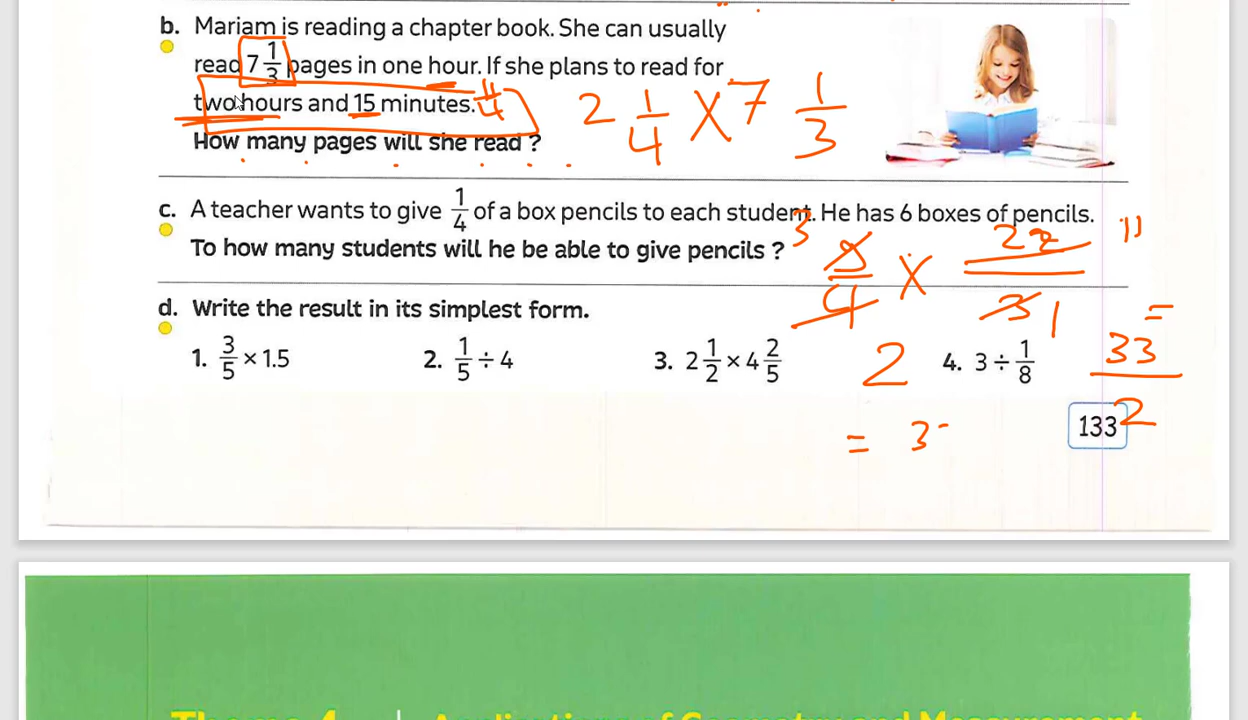 b. Mariam is reading a chapter book. She can usually
read 7 1/3 pages in one hour. If she plans to read for
two hours and 15 minutes.
2 1/4 X 7 1/3
How many pages will she read ?
c. A teacher wants to give 1/4 of a box pencils to each student. He has 6 boxes of pencils.
To how many students will he be able to give pencils ?
3
X
22
11
4
1
=
33
2
2
= 3
d. Write the result in its simplest form.
1. 3/5 × 1.5 2. 1/5 ÷ 4 3. 2 1/2 × 4 2/5 4. 3 ÷ 1/8
133